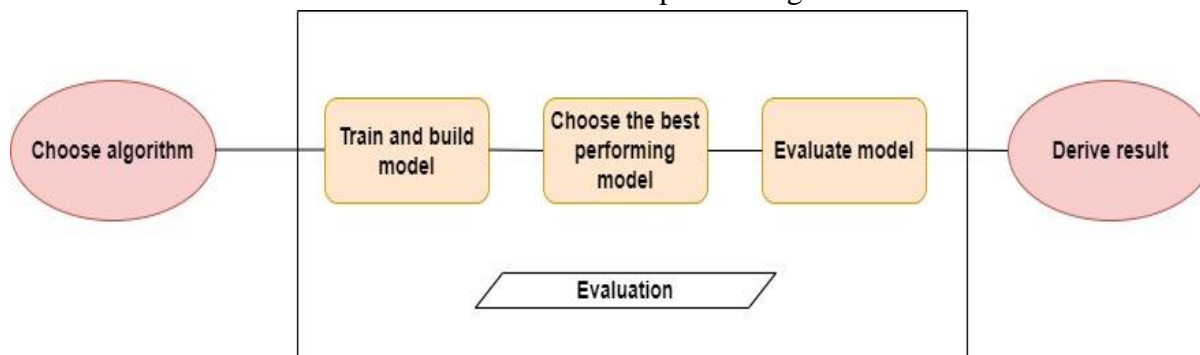 Choose algorithm
Train and build
model
Choose the best
performing
model
Evaluate model
Derive result
Evaluation